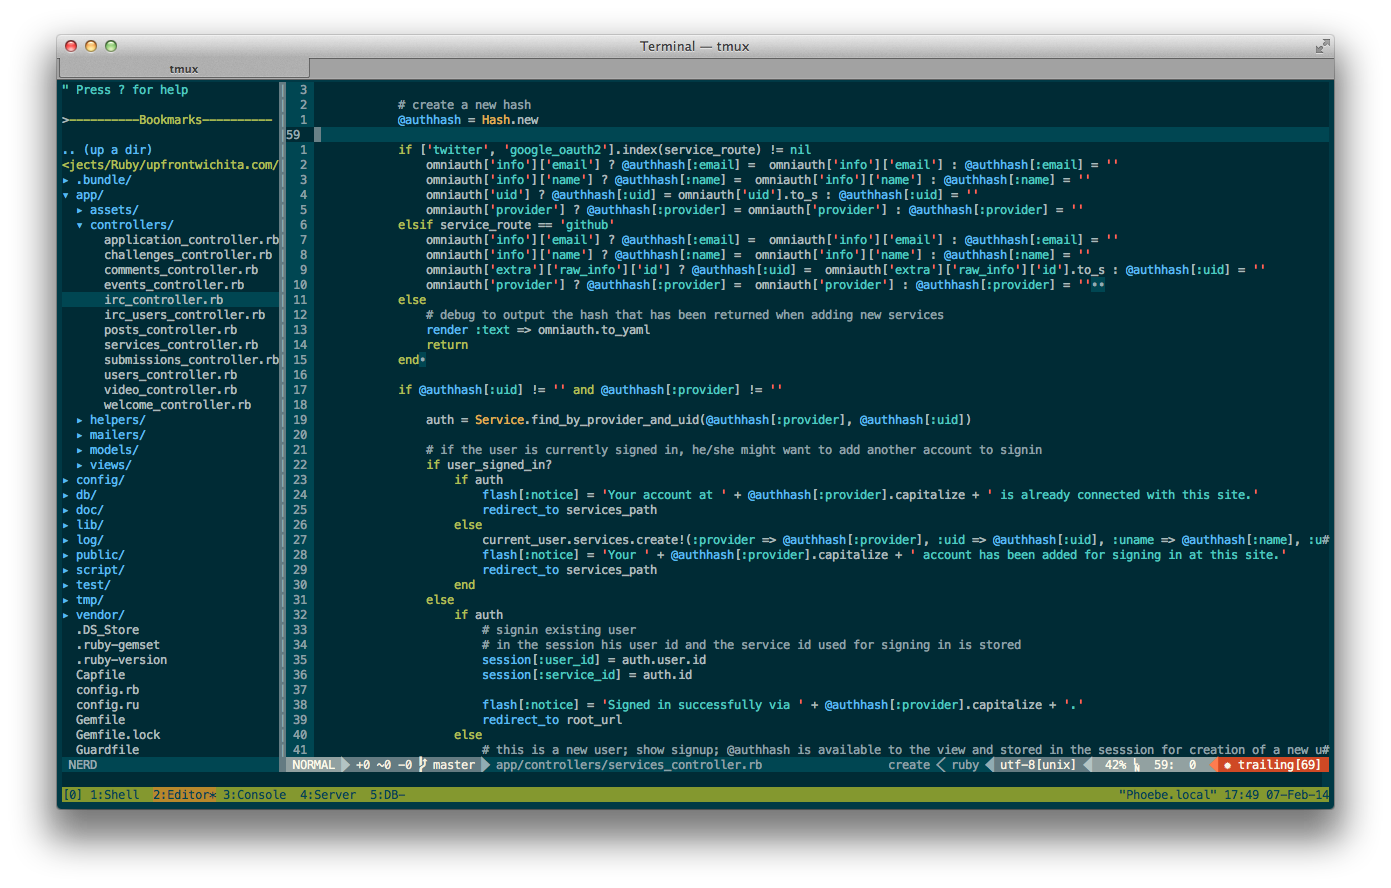 Terminal — tmux
tmux
" Press ? for help
>----------Bookmarks----------
.. (up a dir)
<jects/Ruby/upfrontwichita.com/
▸ .bundle/
▾ app/
▸ assets/
▾ controllers/
application_controller.rb
challenges_controller.rb
comments_controller.rb
events_controller.rb
irc_controller.rb
irc_users_controller.rb
posts_controller.rb
services_controller.rb
submissions_controller.rb
users_controller.rb
video_controller.rb
welcome_controller.rb
▸ helpers/
▸ mailers/
▸ models/
▸ views/
▸ config/
▸ db/
▸ doc/
▸ lib/
▸ log/
▸ public/
▸ script/
▸ test/
▸ tmp/
▸ vendor/
.DS_Store
.ruby-gemset
.ruby-version
Capfile
config.rb
config.ru
Gemfile
Gemfile.lock
Guardfile
NERD
3
2 # create a new hash
1 @authhash = Hash.new
59
1 if ['twitter', 'google_oauth2'].index(service_route) != nil
2 omniauth['info']['email'] ? @authhash[:email] =  omniauth['info']['email'] : @authhash[:email] = ''
3 omniauth['info']['name'] ? @authhash[:name] =  omniauth['info']['name'] : @authhash[:name] = ''
4 omniauth['uid'] ? @authhash[:uid] = omniauth['uid'].to_s : @authhash[:uid] = ''
5 omniauth['provider'] ? @authhash[:provider] = omniauth['provider'] : @authhash[:provider] = ''
6 elsif service_route == 'github'
7 omniauth['info']['email'] ? @authhash[:email] =  omniauth['info']['email'] : @authhash[:email] = ''
8 omniauth['info']['name'] ? @authhash[:name] =  omniauth['info']['name'] : @authhash[:name] = ''
9 omniauth['extra']['raw_info']['id'] ? @authhash[:uid] =  omniauth['extra']['raw_info']['id'].to_s : @authhash[:uid] = ''
10 omniauth['provider'] ? @authhash[:provider] =  omniauth['provider'] : @authhash[:provider] = ''••
11 else
12 # debug to output the hash that has been returned when adding new services
13 render :text => omniauth.to_yaml
14 return
15 end•
16
17 if @authhash[:uid] != '' and @authhash[:provider] != ''
18
19 auth = Service.find_by_provider_and_uid(@authhash[:provider], @authhash[:uid])
20
21 # if the user is currently signed in, he/she might want to add another account to signin
22 if user_signed_in?
23 if auth
24 flash[:notice] = 'Your account at ' + @authhash[:provider].capitalize + ' is already connected with this site.'
25 redirect_to services_path
26 else
27 current_user.services.create!(:provider => @authhash[:provider], :uid => @authhash[:uid], :uname => @authhash[:name], :u#
28 flash[:notice] = 'Your ' + @authhash[:provider].capitalize + ' account has been added for signing in at this site.'
29 redirect_to services_path
30 end
31 else
32 if auth
33 # signin existing user
34 # in the session his user id and the service id used for signing in is stored
35 session[:user_id] = auth.user.id
36 session[:service_id] = auth.id
37
38 flash[:notice] = 'Signed in successfully via ' + @authhash[:provider].capitalize + '.'
39 redirect_to root_url
40 else
41 # this is a new user; show signup; @authhash is available to the view and stored in the sesssion for creation of a new u#
NORMAL +0 ~0 -0 master app/controllers/services_controller.rb create ruby utf-8[unix] 42% 59: 0 trailing[69]
[0] 1:Shell 2:Editor* 3:Console 4:Server 5:DB- "Phoebe.local" 17:49 07-Feb-14